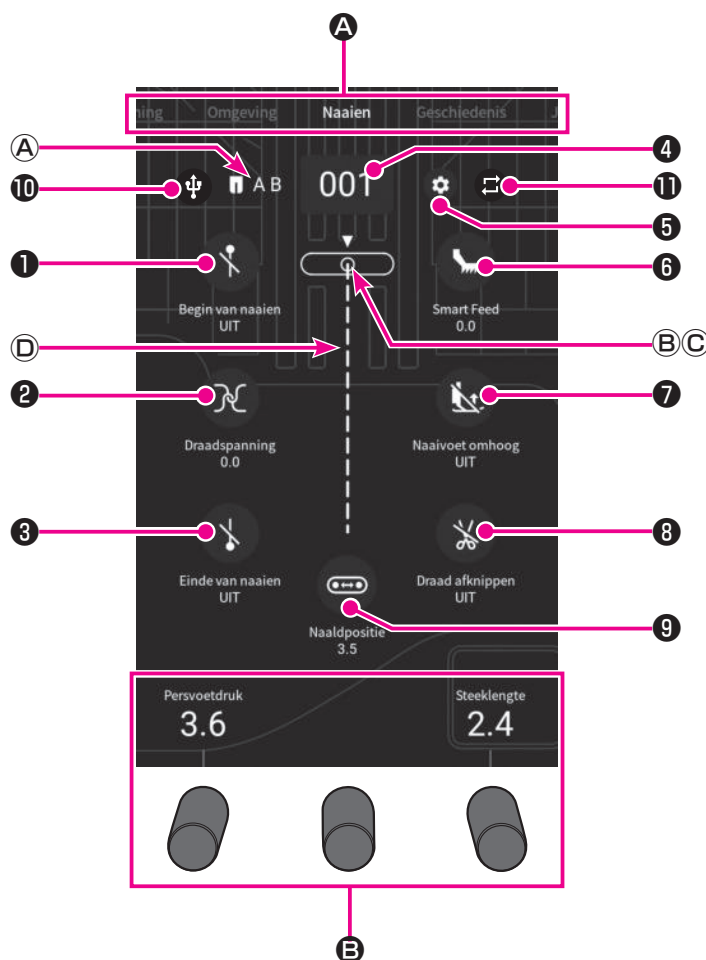 🅐
ning Omgeving Naaien Geschiedenis J
Ⓐ
A B
001
❹
❿
⓫
❺
❶
❻
Begin van naaien
UIT
Smart Feed
0.0
Ⓓ
ⒷⒸ
❷
❼
Draadspanning
0.0
Naaivoet omhoog
UIT
❸
❽
Einde van naaien
UIT
Draad afknippen
UIT
❾
Naaldpositie
3.5
Persvoetdruk
3.6
Steeklengte
2.4
🅑